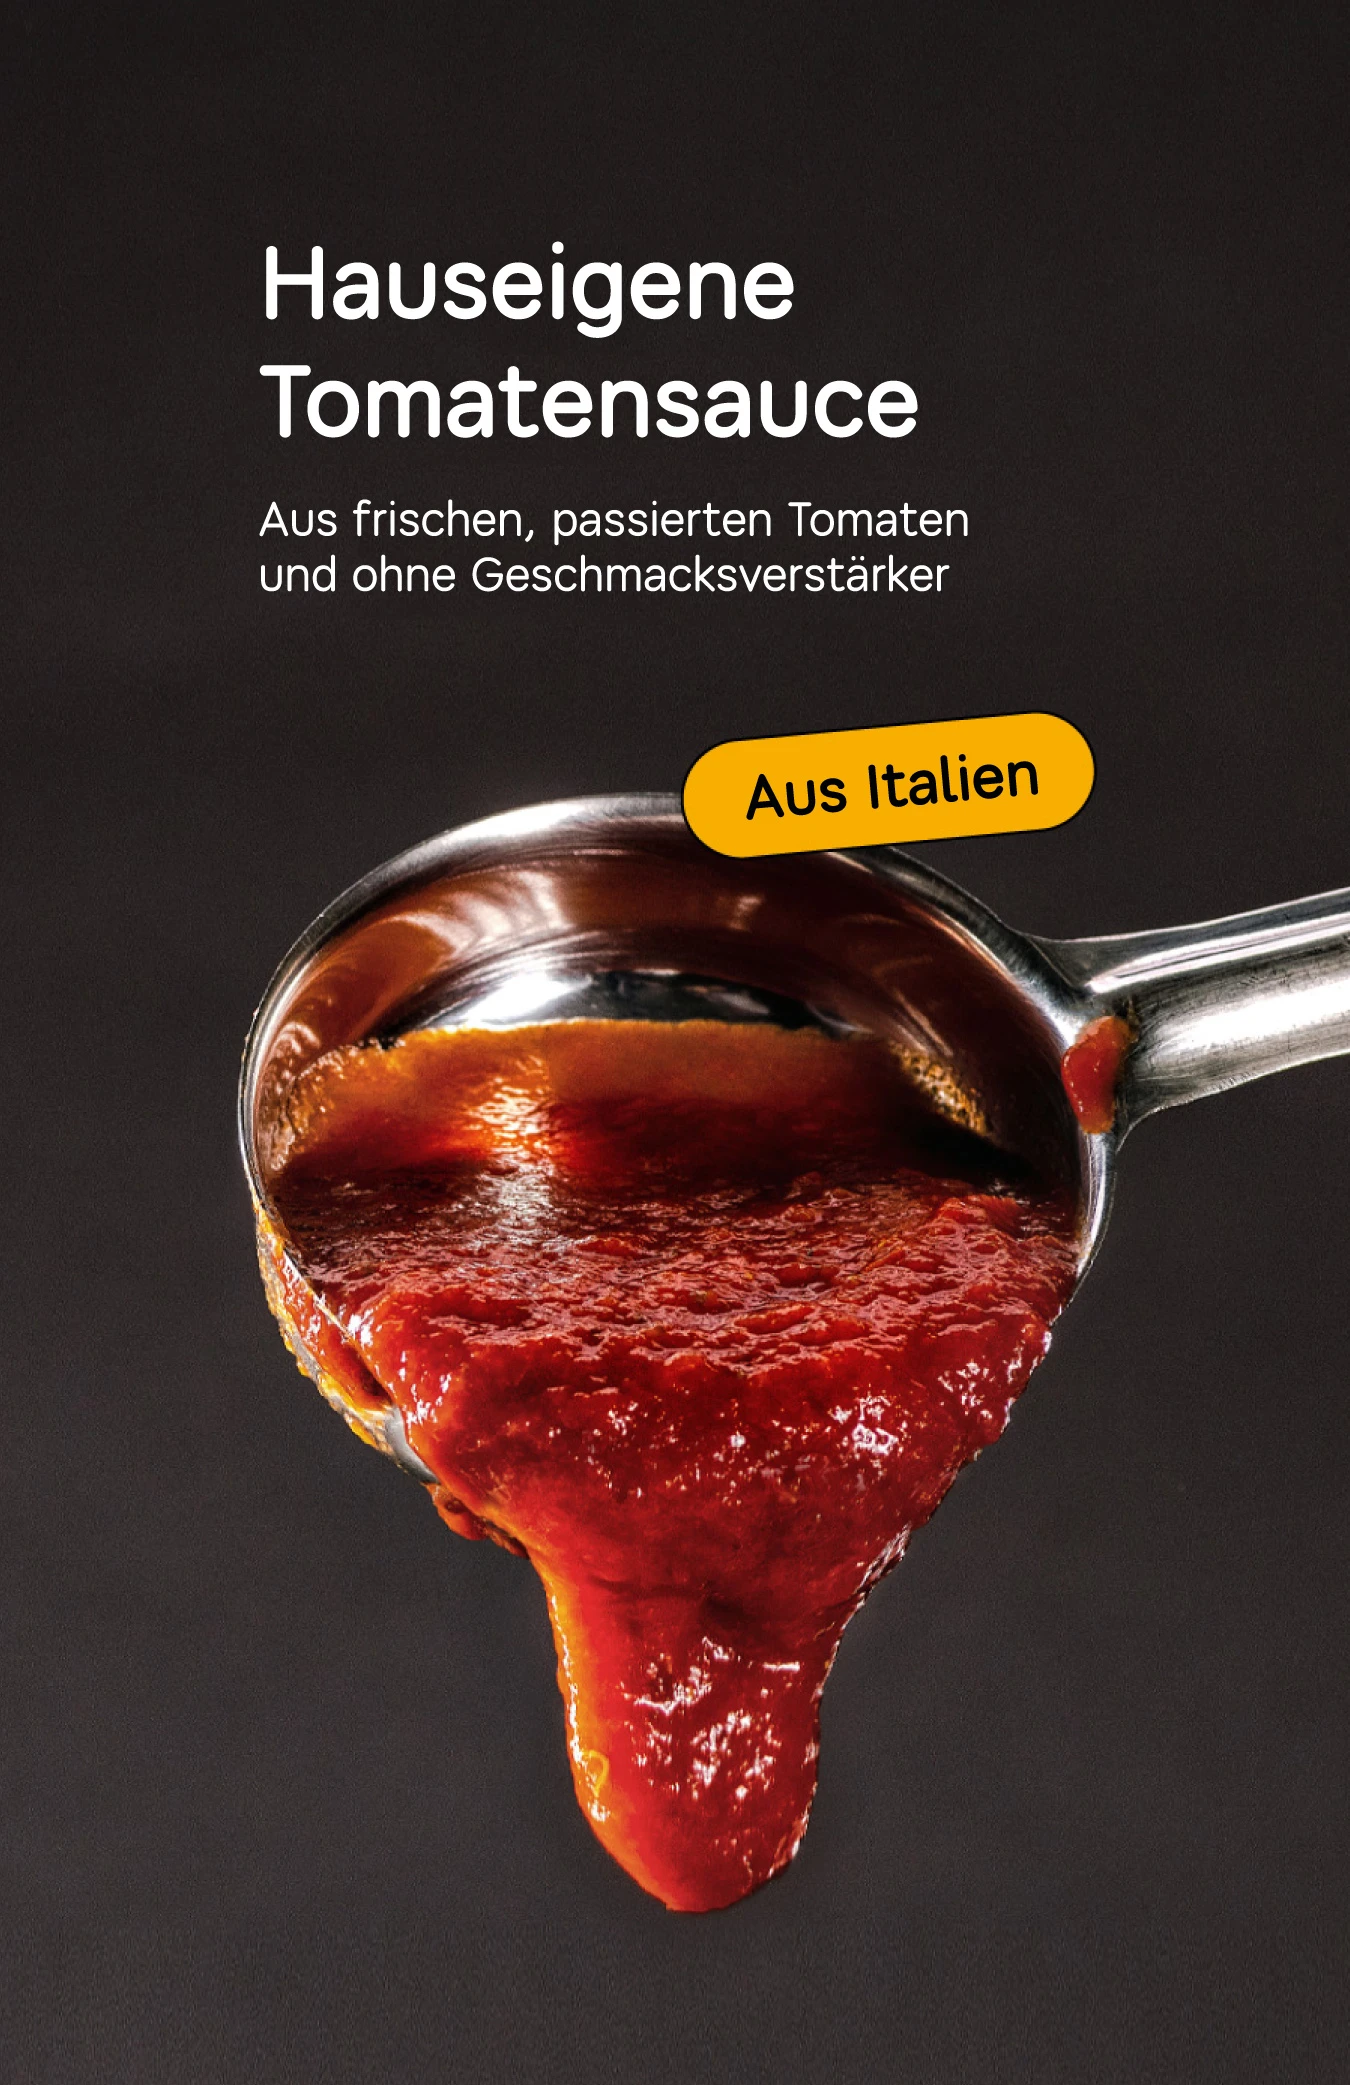 Hauseigene
Tomatensauce
Aus frischen, passierten Tomaten
und ohne Geschmacksverstärker
Aus Italien